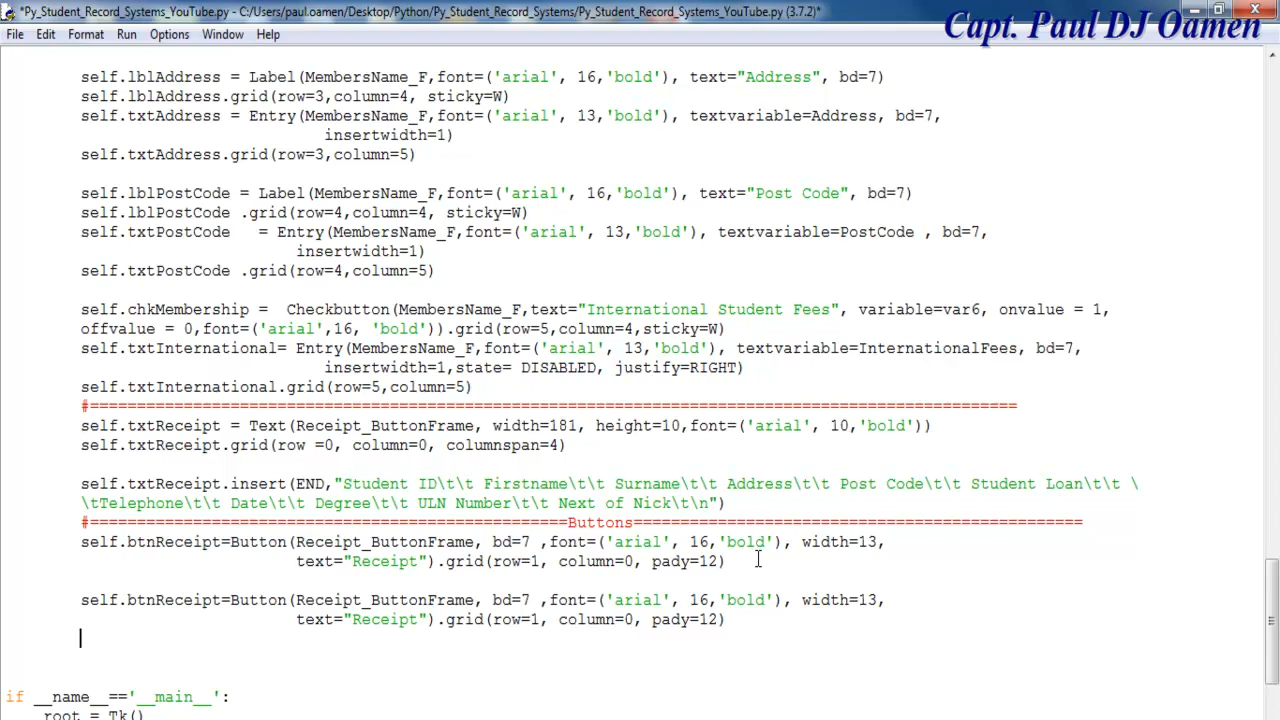 *Py_Student_Record_Systems_YouTube.py - C:/Users/paul.oamen/Desktop/Python/Py_Student_Record_Systems/Py_Student_Record_Systems_YouTube.py (3.7.2)*
File Edit Format Run Options Window Help
Capt. Paul DJ Oamen
self.lblAddress = Label(MembersName_F,font=('arial', 16,'bold'), text="Address", bd=7)
self.lblAddress.grid(row=3,column=4, sticky=W)
self.txtAddress = Entry(MembersName_F,font=('arial', 13,'bold'), textvariable=Address, bd=7,
insertwidth=1)
self.txtAddress.grid(row=3,column=5)
self.lblPostCode = Label(MembersName_F,font=('arial', 16,'bold'), text="Post Code", bd=7)
self.lblPostCode .grid(row=4,column=4, sticky=W)
self.txtPostCode   = Entry(MembersName_F,font=('arial', 13,'bold'), textvariable=PostCode , bd=7,
insertwidth=1)
self.txtPostCode .grid(row=4,column=5)
self.chkMembership =  Checkbutton(MembersName_F,text="International Student Fees", variable=var6, onvalue = 1,
offvalue = 0,font=('arial',16, 'bold')).grid(row=5,column=4,sticky=W)
self.txtInternational= Entry(MembersName_F,font=('arial', 13,'bold'), textvariable=InternationalFees, bd=7,
insertwidth=1,state= DISABLED, justify=RIGHT)
self.txtInternational.grid(row=5,column=5)
#===================================================================================================
self.txtReceipt = Text(Receipt_ButtonFrame, width=181, height=10,font=('arial', 10,'bold'))
self.txtReceipt.grid(row =0, column=0, columnspan=4)
self.txtReceipt.insert(END,"Student ID\t\t Firstname\t\t Surname\t\t Address\t\t Post Code\t\t Student Loan\t\t \
\tTelephone\t\t Date\t\t Degree\t\t ULN Number\t\t Next of Nick\t\n")
#===================================================Buttons================================================
self.btnReceipt=Button(Receipt_ButtonFrame, bd=7 ,font=('arial', 16,'bold'), width=13,
text="Receipt").grid(row=1, column=0, pady=12)
self.btnReceipt=Button(Receipt_ButtonFrame, bd=7 ,font=('arial', 16,'bold'), width=13,
text="Receipt").grid(row=1, column=0, pady=12)
if __name__=='__main__':
root = Tk()